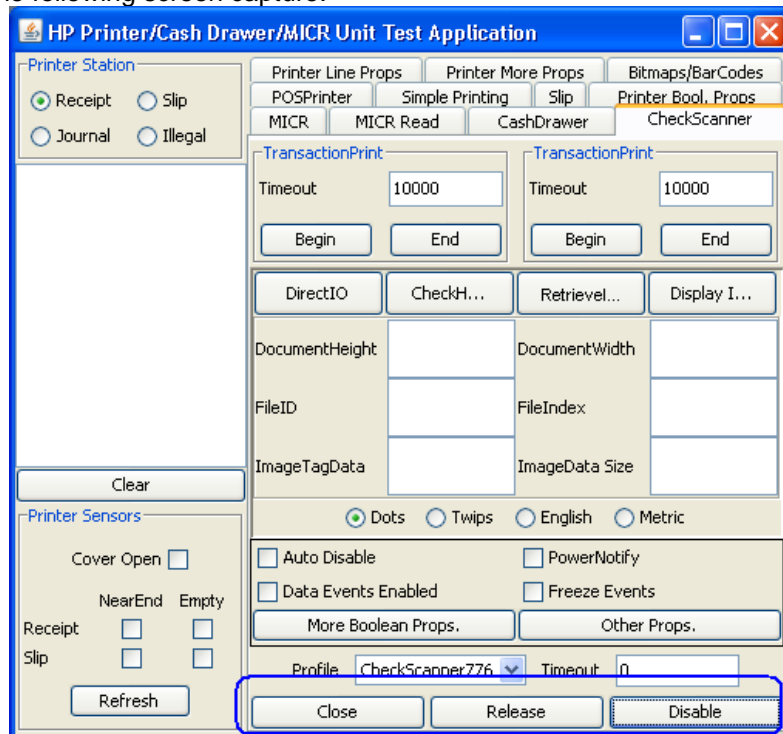 HP Printer/Cash Drawer/MICR Unit Test Application
Printer Station
Receipt Slip
Journal Illegal
Clear
Printer Sensors
Cover Open
NearEnd Empty
Receipt
Slip
Refresh
Printer Line Props Printer More Props Bitmaps/BarCodes
POSPrinter Simple Printing Slip Printer Bool. Props
MICR MICR Read CashDrawer CheckScanner
TransactionPrint TransactionPrint
Timeout 10000 Timeout 10000
Begin End Begin End
DirectIO CheckH... RetrieveI... Display I...
DocumentHeight DocumentWidth
FileID FileIndex
ImageTagData ImageData Size
Dots Twips English Metric
Auto Disable PowerNotify
Data Events Enabled Freeze Events
More Boolean Props. Other Props.
Profile CheckScanner776 Timeout 0
Close Release Disable